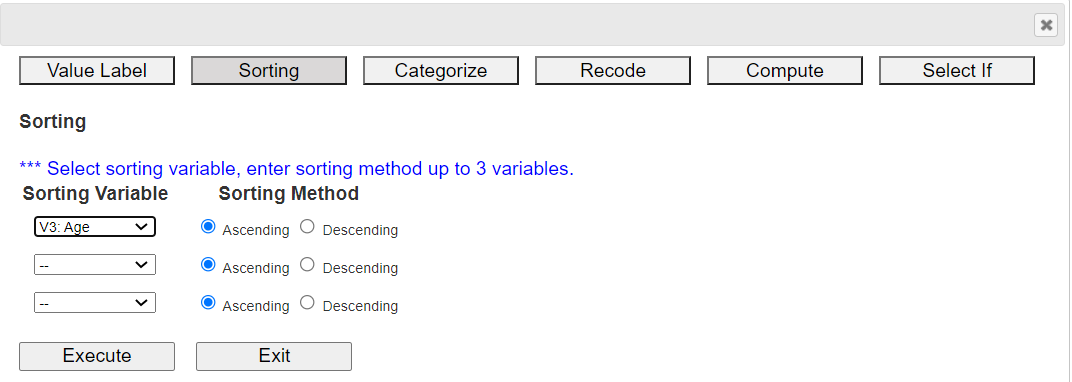 Value Label Sorting Categorize Recode Compute Select If
Sorting
*** Select sorting variable, enter sorting method up to 3 variables.
Sorting Variable Sorting Method
V3: Age Ascending Descending
-- Ascending Descending
-- Ascending Descending
Execute Exit